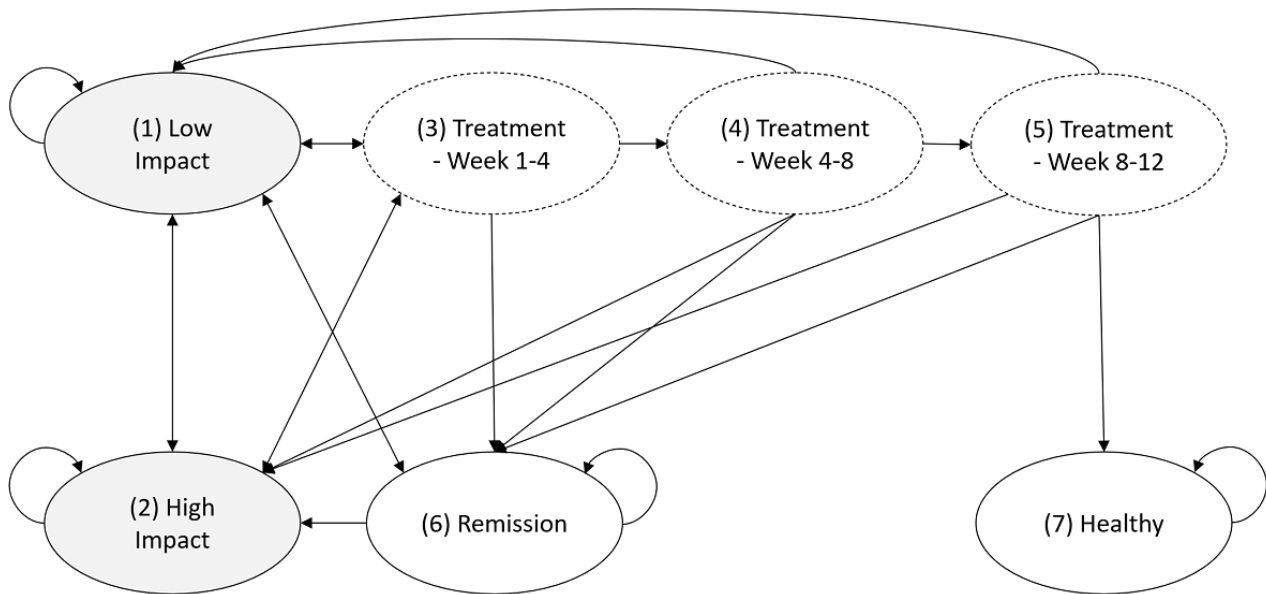 (1) Low
Impact
(3) Treatment
- Week 1-4
(4) Treatment
- Week 4-8
(5) Treatment
- Week 8-12
(2) High
Impact
(6) Remission
(7) Healthy